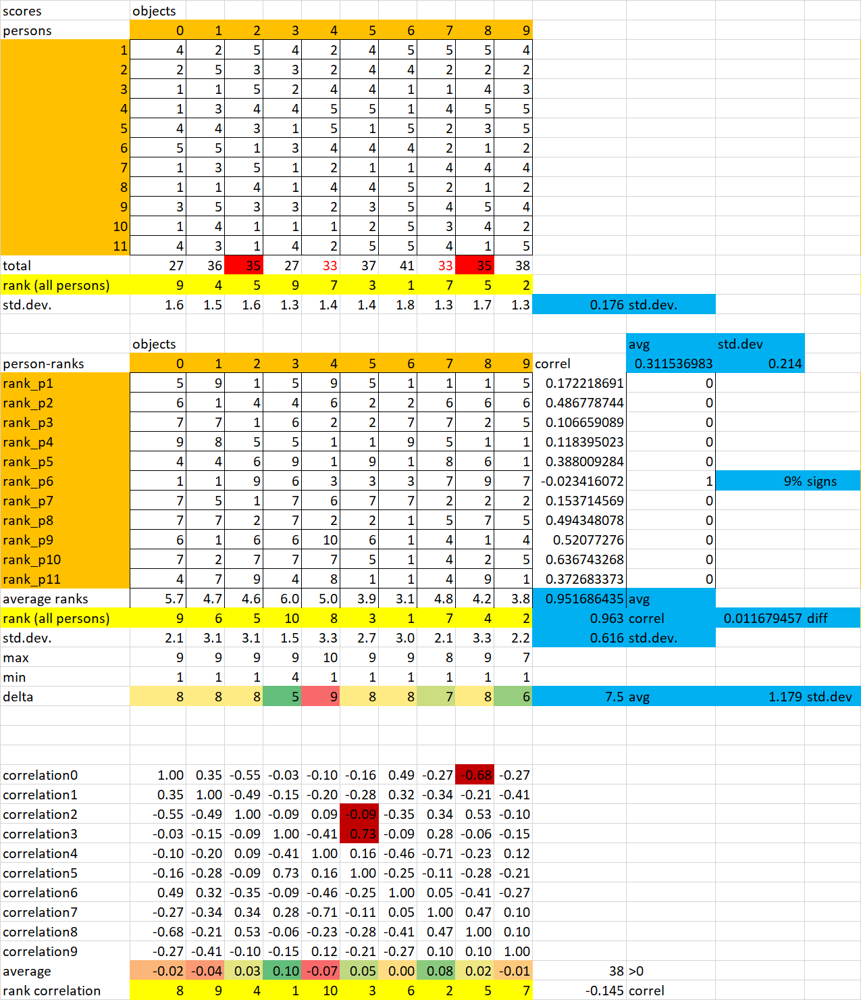 scores objects
persons 0 1 2 3 4 5 6 7 8 9
1 4 2 5 4 2 4 5 5 5 4
2 2 5 3 3 2 4 4 2 2 2
3 1 1 5 2 4 4 1 1 4 3
4 1 3 4 4 5 5 1 4 5 5
5 4 4 3 1 5 1 5 2 3 5
6 5 5 1 3 4 4 4 2 1 2
7 1 3 5 1 2 1 1 4 4 4
8 1 1 4 1 4 4 5 2 1 2
9 3 5 3 3 2 3 5 4 5 4
10 1 4 1 1 1 2 5 3 4 2
11 4 3 1 4 2 5 5 4 1 5
total 27 36 35 27 33 37 41 33 35 38
rank (all persons) 9 4 5 9 7 3 1 7 5 2
std.dev. 1.6 1.5 1.6 1.3 1.4 1.4 1.8 1.3 1.7 1.3 0.176 std.dev.
objects avg std.dev
person-ranks 0 1 2 3 4 5 6 7 8 9 correl 0.311536983 0.214
rank_p1 5 9 1 5 9 5 1 1 1 5 0.172218691 0
rank_p2 6 1 4 4 6 2 2 6 6 6 0.486778744 0
rank_p3 7 7 1 6 2 2 7 7 2 5 0.106659089 0
rank_p4 9 8 5 5 1 1 9 5 1 1 0.118395023 0
rank_p5 4 4 6 9 1 9 1 8 6 1 0.388009284 0
rank_p6 1 1 9 6 3 3 3 7 9 7 -0.023416072 1 9% signs
rank_p7 7 5 1 7 6 7 7 2 2 2 0.153714569 0
rank_p8 7 7 2 7 2 2 1 5 7 5 0.494348078 0
rank_p9 6 1 6 6 10 6 1 4 1 4 0.52077276 0
rank_p10 7 2 7 7 7 5 1 4 2 5 0.636743268 0
rank_p11 4 7 9 4 8 1 1 4 9 1 0.372683373 0
average ranks 5.7 4.7 4.6 6.0 5.0 3.9 3.1 4.8 4.2 3.8 0.951686435 avg
rank (all persons) 9 6 5 10 8 3 1 7 4 2 0.963 correl 0.011679457 diff
std.dev. 2.1 3.1 3.1 1.5 3.3 2.7 3.0 2.1 3.3 2.2 0.616 std.dev.
max 9 9 9 9 10 9 9 8 9 7
min 1 1 1 4 1 1 1 1 1 1
delta 8 8 8 5 9 8 8 7 8 6 7.5 avg 1.179 std.dev
correlation0 1.00 0.35 -0.55 -0.03 -0.10 -0.16 0.49 -0.27 -0.68 -0.27
correlation1 0.35 1.00 -0.49 -0.15 -0.20 -0.28 0.32 -0.34 -0.21 -0.41
correlation2 -0.55 -0.49 1.00 -0.09 0.09 -0.09 -0.35 0.34 0.53 -0.10
correlation3 -0.03 -0.15 -0.09 1.00 -0.41 0.73 -0.09 0.28 -0.06 -0.15
correlation4 -0.10 -0.20 0.09 -0.41 1.00 0.16 -0.46 -0.71 -0.23 0.12
correlation5 -0.16 -0.28 -0.09 0.73 0.16 1.00 -0.25 -0.11 -0.28 -0.21
correlation6 0.49 0.32 -0.35 -0.09 -0.46 -0.25 1.00 0.05 -0.41 -0.27
correlation7 -0.27 -0.34 0.34 0.28 -0.71 -0.11 0.05 1.00 0.47 0.10
correlation8 -0.68 -0.21 0.53 -0.06 -0.23 -0.28 -0.41 0.47 1.00 0.10
correlation9 -0.27 -0.41 -0.10 -0.15 0.12 -0.21 -0.27 0.10 0.10 1.00
average -0.02 -0.04 0.03 0.10 -0.07 0.05 0.00 0.08 0.02 -0.01 38 >0
rank correlation 8 9 4 1 10 3 6 2 5 7 -0.145 correl